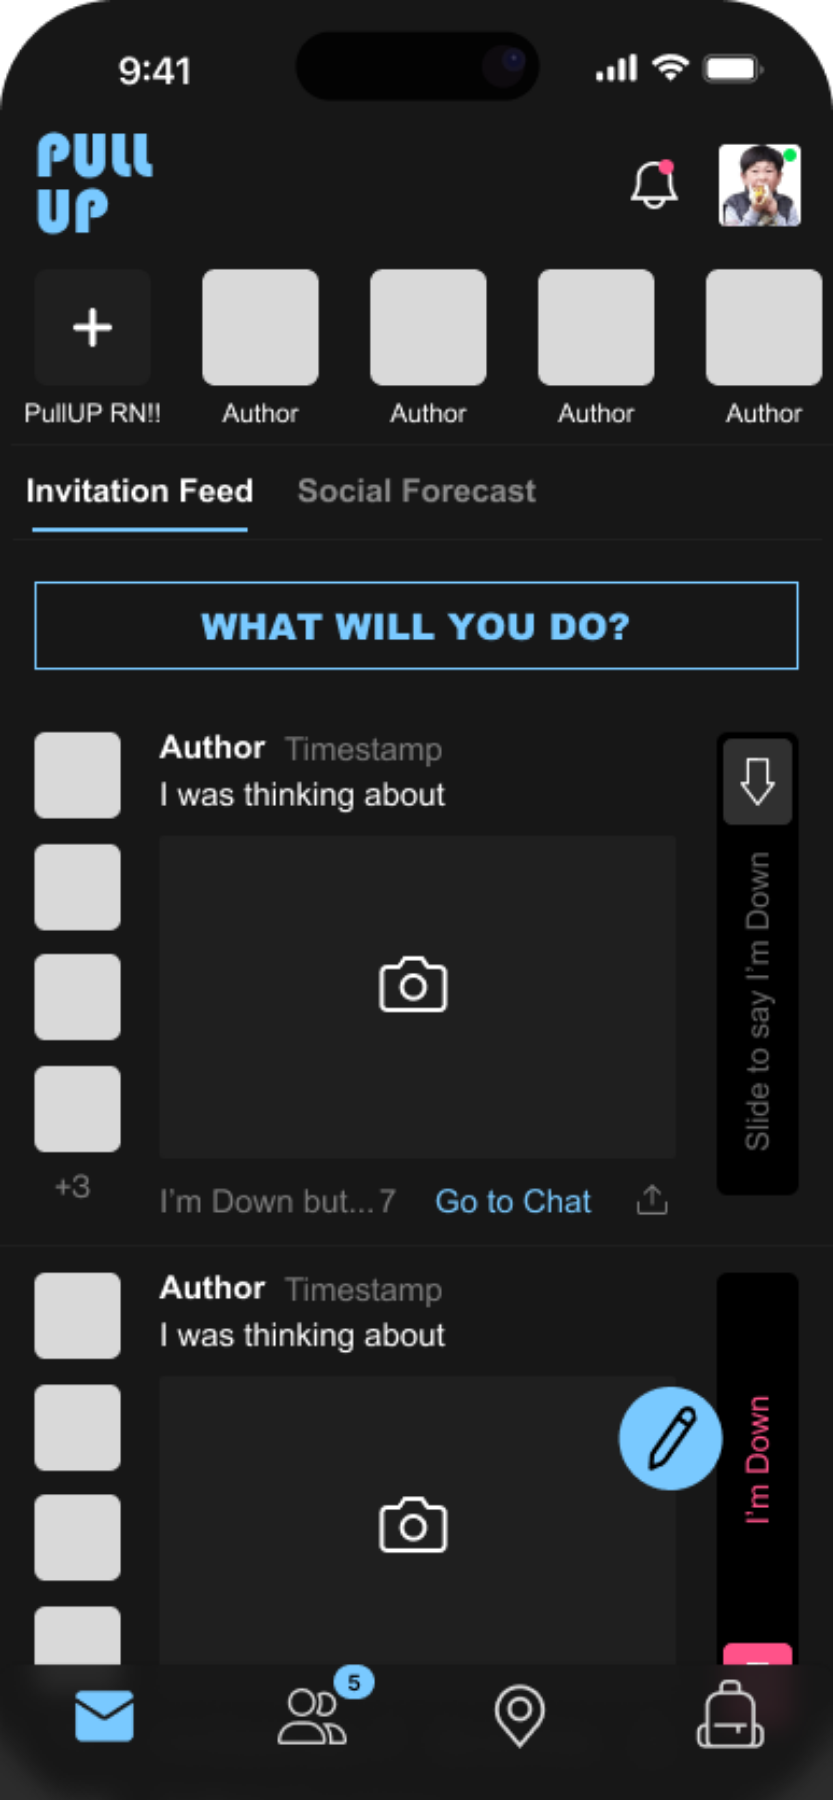 9:41
PULL
UP
PullUP RN!!
Author
Author
Author
Author
Invitation Feed
Social Forecast
WHAT WILL YOU DO?
Author Timestamp
I was thinking about
Slide to say I'm Down
+3
I'm Down but... 7
Go to Chat
Author Timestamp
I was thinking about
I'm Down
5